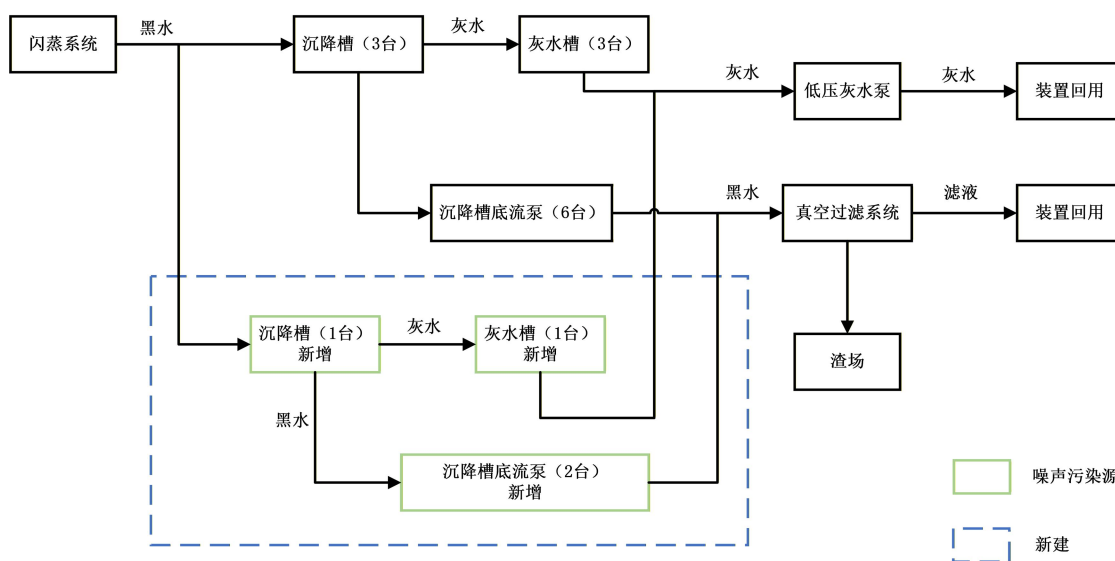 闪蒸系统
黑水
沉降槽（3台）
灰水
灰水槽（3台）
灰水
低压灰水泵
灰水
装置回用
沉降槽底流泵（6台）
黑水
真空过滤系统
滤液
装置回用
沉降槽（1台）
新增
灰水
灰水槽（1台）
新增
渣场
黑水
沉降槽底流泵（2台）
新增
噪声污染源
新建